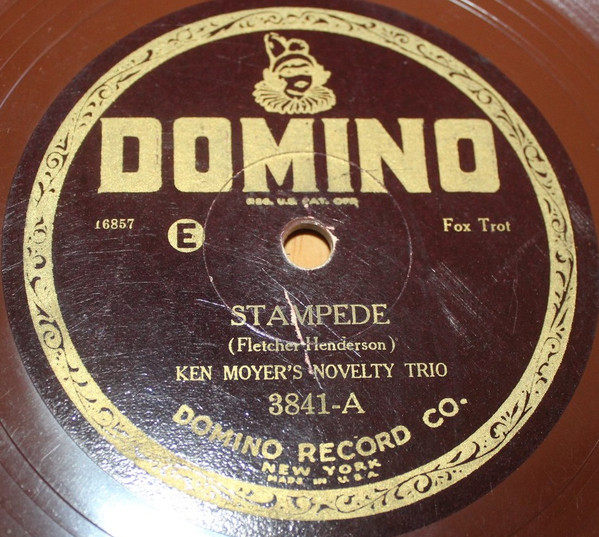 DOMINO
REG. U.S. PAT. OFF.
16857
E
Fox Trot
STAMPEDE
(Fletcher Henderson)
KEN MOYER'S NOVELTY TRIO
3841-A
DOMINO RECORD CO.
NEW YORK
MADE IN U.S.A.